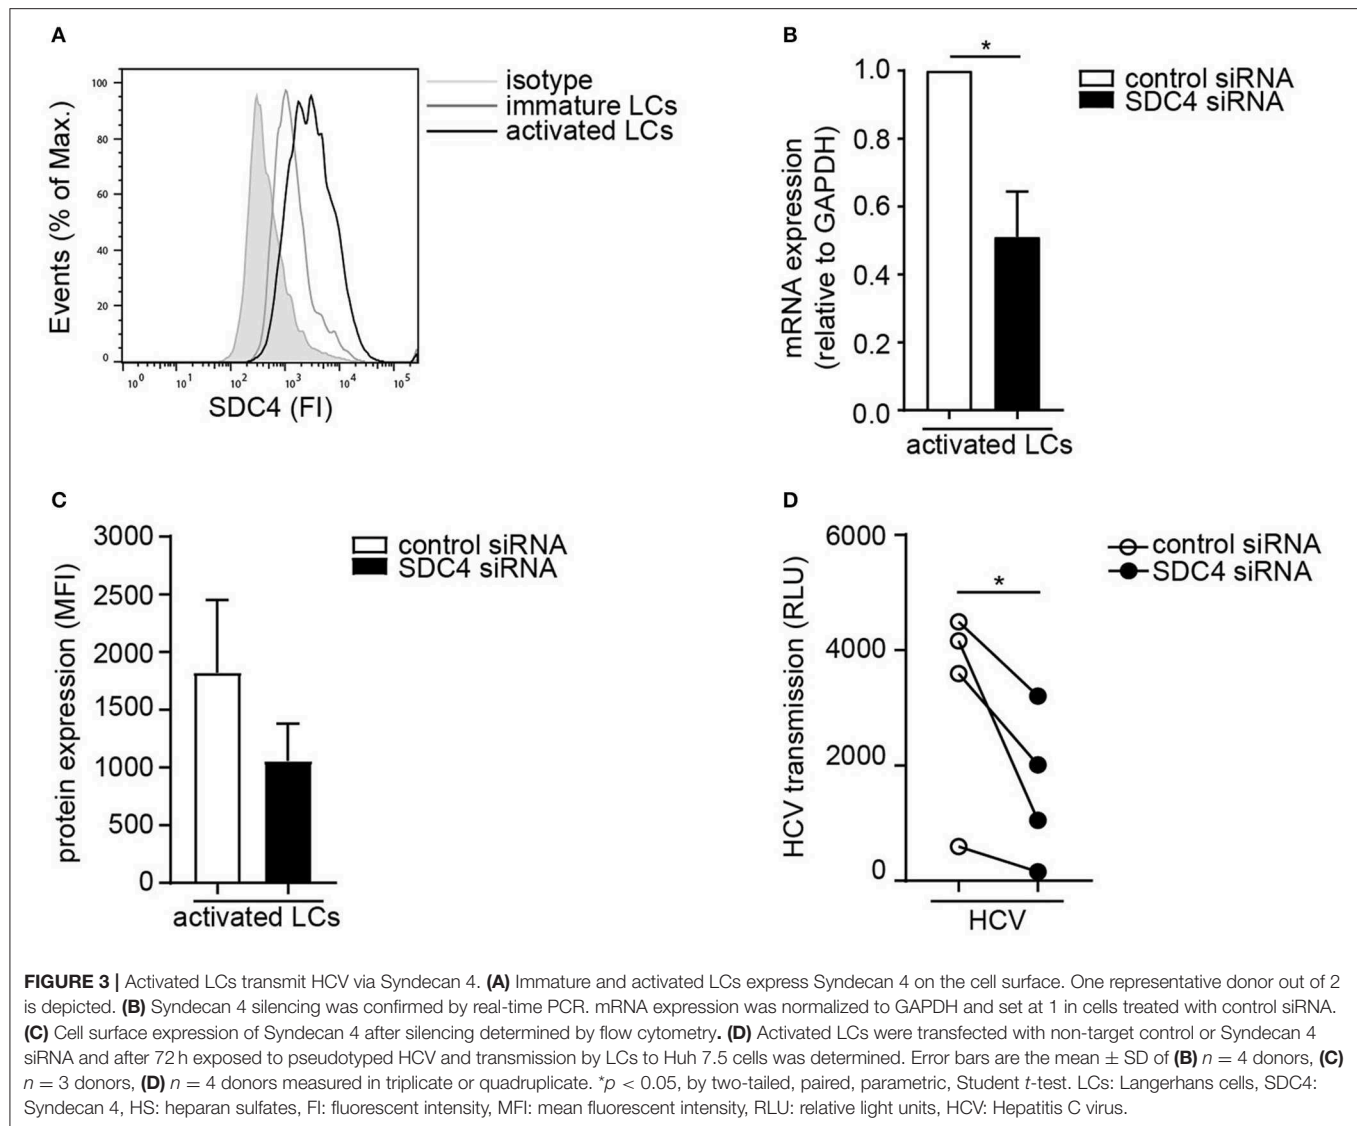 A
isotype
immature LCs
activated LCs
Events (% of Max.)
100
80
60
40
20
0
10^0 10^1 10^2 10^3 10^4 10^5
SDC4 (FI)
B
*
control siRNA
SDC4 siRNA
mRNA expression
(relative to GAPDH)
1.0
0.8
0.6
0.4
0.2
0.0
activated LCs
C
control siRNA
SDC4 siRNA
protein expression (MFI)
3000
2500
2000
1500
1000
500
0
activated LCs
D
control siRNA
SDC4 siRNA
*
HCV transmission (RLU)
6000
4000
2000
0
HCV
FIGURE 3 | Activated LCs transmit HCV via Syndecan 4. (A) Immature and activated LCs express Syndecan 4 on the cell surface. One representative donor out of 2
is depicted. (B) Syndecan 4 silencing was confirmed by real-time PCR. mRNA expression was normalized to GAPDH and set at 1 in cells treated with control siRNA.
(C) Cell surface expression of Syndecan 4 after silencing determined by flow cytometry. (D) Activated LCs were transfected with non-target control or Syndecan 4
siRNA and after 72 h exposed to pseudotyped HCV and transmission by LCs to Huh 7.5 cells was determined. Error bars are the mean ± SD of (B) n = 4 donors, (C)
n = 3 donors, (D) n = 4 donors measured in triplicate or quadruplicate. *p < 0.05, by two-tailed, paired, parametric, Student t-test. LCs: Langerhans cells, SDC4:
Syndecan 4, HS: heparan sulfates, FI: fluorescent intensity, MFI: mean fluorescent intensity, RLU: relative light units, HCV: Hepatitis C virus.